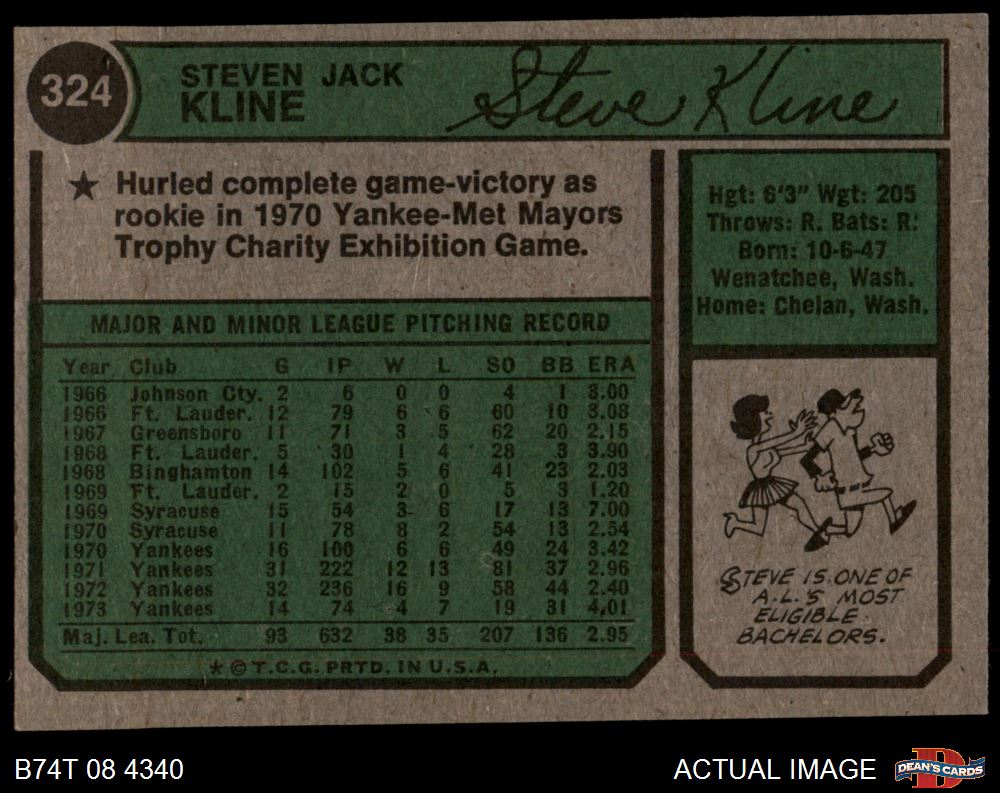 324
STEVEN JACK
KLINE
Steve Kline
★ Hurled complete game-victory as
rookie in 1970 Yankee-Met Mayors
Trophy Charity Exhibition Game.
MAJOR AND MINOR LEAGUE PITCHING RECORD
Year Club G IP W L SO BB ERA
1966 Johnson Cty. 2 6 0 0 4 1 3.00
1966 Ft. Lauder. 12 79 6 6 60 10 3.08
1967 Greensboro 11 71 3 5 62 20 2.15
1968 Ft. Lauder. 5 30 1 4 28 3 3.90
1968 Binghamton 14 102 5 6 41 23 2.03
1969 Ft. Lauder. 2 15 2 0 5 3 1.20
1969 Syracuse 15 54 3 6 17 13 7.00
1970 Syracuse 11 78 8 2 54 13 2.54
1970 Yankees 16 100 6 6 49 24 3.42
1971 Yankees 31 222 12 13 81 37 2.96
1972 Yankees 32 236 16 9 58 44 2.40
1973 Yankees 14 74 4 7 19 31 4.01
Maj. Lea. Tot. 93 632 38 35 207 136 2.95
★ © T.C.G. PRTD. IN U.S.A.
Hgt: 6'3" Wgt: 205
Throws: R. Bats: R.
Born: 10-6-47
Wenatchee, Wash.
Home: Chelan, Wash.
STEVE IS ONE OF
A.L.'S MOST
ELIGIBLE
BACHELORS.
B74T 08 4340
ACTUAL IMAGE
DEAN'S CARDS